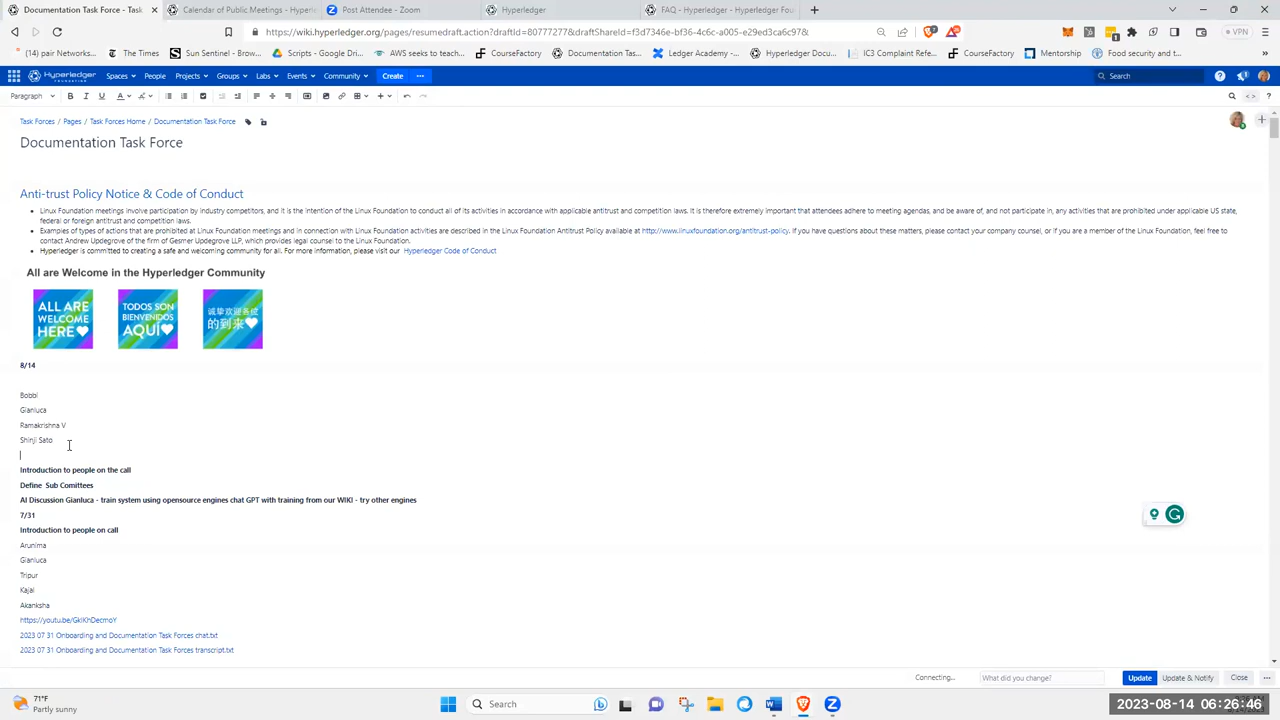 Documentation Task Force - Task
Calendar of Public Meetings - Hyperle
Post Attendee - Zoom
Hyperledger
FAQ - Hyperledger - Hyperledger Fou
https://wiki.hyperledger.org/pages/resumedraft.action?draftId=80777277&draftShareId=f3d7346e-bf36-4c6c-a005-e29ed3ca6c97&
VPN
(14) pair Networks...
The Times
Sun Sentinel - Brow...
Scripts - Google Dri...
AWS seeks to teach...
CourseFactory
Documentation Tas...
Ledger Academy -...
Hyperledger Docu...
IC3 Complaint Refe...
CourseFactory
Mentorship
Food security and t...
HYPERLEDGER
FOUNDATION
Spaces
People
Projects
Groups
Labs
Events
Community
Create
Search
Paragraph
Task Forces / Pages / Task Forces Home / Documentation Task Force
Documentation Task Force
Anti-trust Policy Notice & Code of Conduct
Linux Foundation meetings involve participation by industry competitors, and it is the intention of the Linux Foundation to conduct all of its activities in accordance with applicable antitrust and competition laws. It is therefore extremely important that attendees adhere to meeting agendas, and be aware of, and not participate in, any activities that are prohibited under applicable US state,
federal or foreign antitrust and competition laws.
Examples of types of actions that are prohibited at Linux Foundation meetings and in connection with Linux Foundation activities are described in the Linux Foundation Antitrust Policy available at http://www.linuxfoundation.org/antitrust-policy. If you have questions about these matters, please contact your company counsel, or if you are a member of the Linux Foundation, feel free to
contact Andrew Updegrove of the firm of Gesmer Updegrove LLP, which provides legal counsel to the Linux Foundation.
Hyperledger is committed to creating a safe and welcoming community for all. For more information, please visit our Hyperledger Code of Conduct
All are Welcome in the Hyperledger Community
ALL ARE
WELCOME
HERE
TODOS SON
BIENVENIDOS
AQUÍ
诚挚欢迎各位
的到来
8/14
Bobbi
Gianluca
Ramakrishna V
Shinji Sato
Introduction to people on the call
Define Sub Comittees
AI Discussion Gianluca - train system using opensource engines chat GPT with training from our WIKI - try other engines
7/31
Introduction to people on call
Arunima
Gianluca
Tripur
Kajal
Akanksha
https://youtu.be/GkIKhDecmoY
2023 07 31 Onboarding and Documentation Task Forces chat.txt
2023 07 31 Onboarding and Documentation Task Forces transcript.txt
Connecting...
What did you change?
Update
Update & Notify
Close
71°F
Partly sunny
Search
2023-08-14 06:26:46